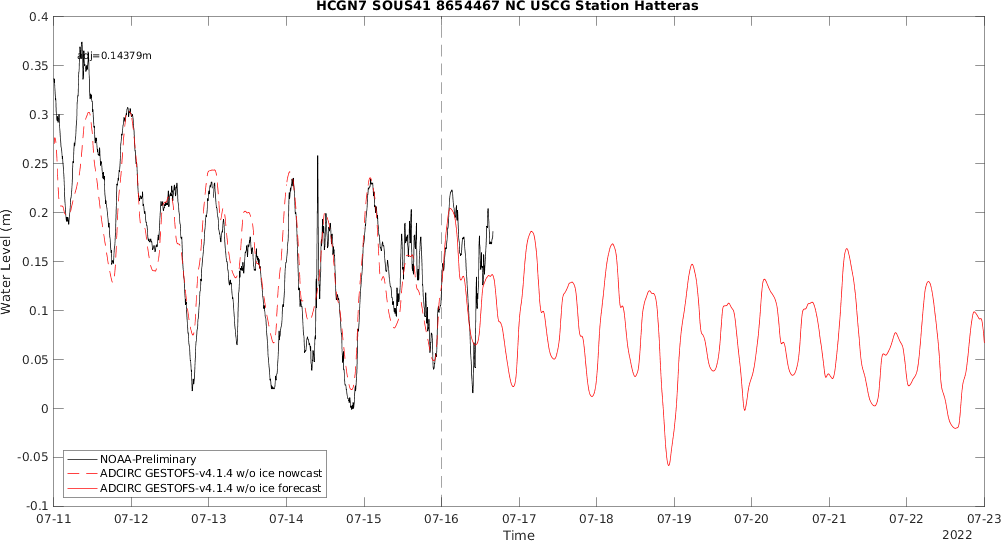 HCGN7 SOUS41 8654467 NC USCG Station Hatteras
0.4
0.35
0.3
0.25
0.2
0.15
0.1
0.05
0
-0.05
-0.1
Water Level (m)
adj=0.14379m
NOAA-Preliminary
ADCIRC GESTOFS-v4.1.4 w/o ice nowcast
ADCIRC GESTOFS-v4.1.4 w/o ice forecast
07-11 07-12 07-13 07-14 07-15 07-16 07-17 07-18 07-19 07-20 07-21 07-22 07-23
Time
2022